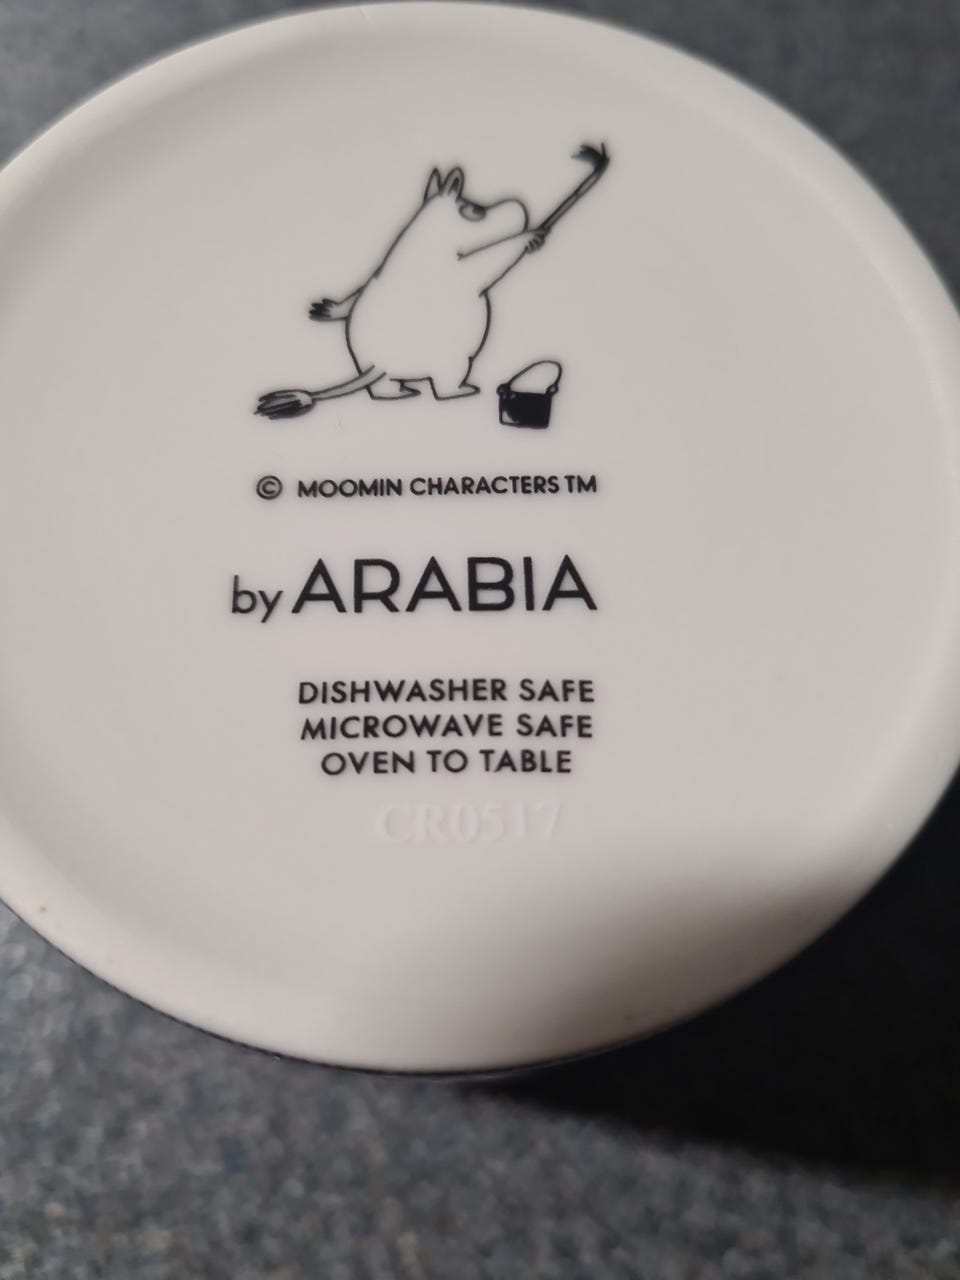 © MOOMIN CHARACTERS TM
by ARABIA
DISHWASHER SAFE
MICROWAVE SAFE
OVEN TO TABLE
CR0517